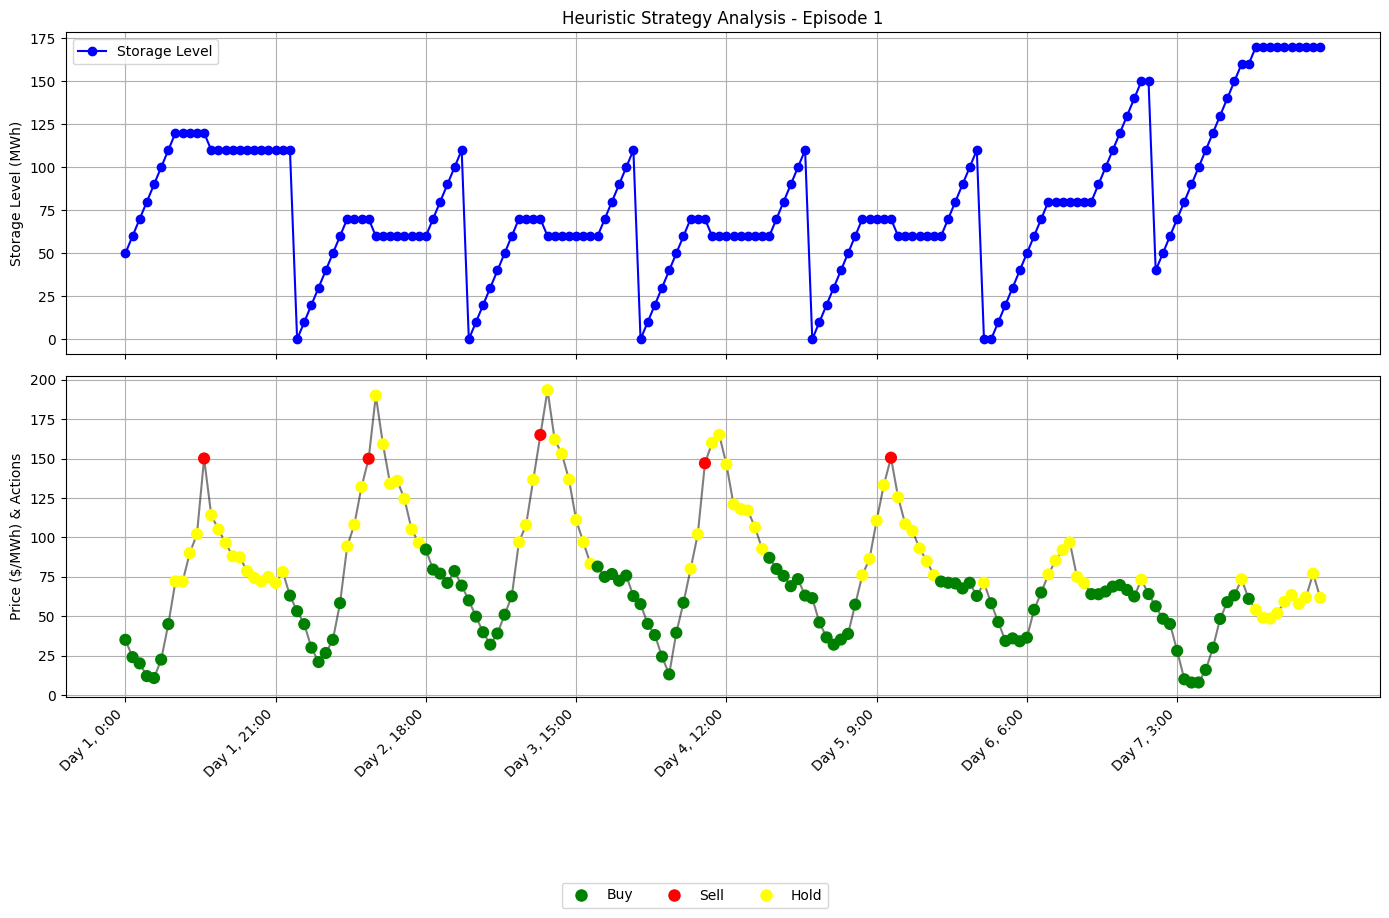 Heuristic Strategy Analysis - Episode 1
Storage Level
Storage Level (MWh)
175
150
125
100
75
50
25
0
Price ($/MWh) & Actions
200
175
150
125
100
75
50
25
0
Day 1, 0:00
Day 1, 21:00
Day 2, 18:00
Day 3, 15:00
Day 4, 12:00
Day 5, 9:00
Day 6, 6:00
Day 7, 3:00
Buy Sell Hold